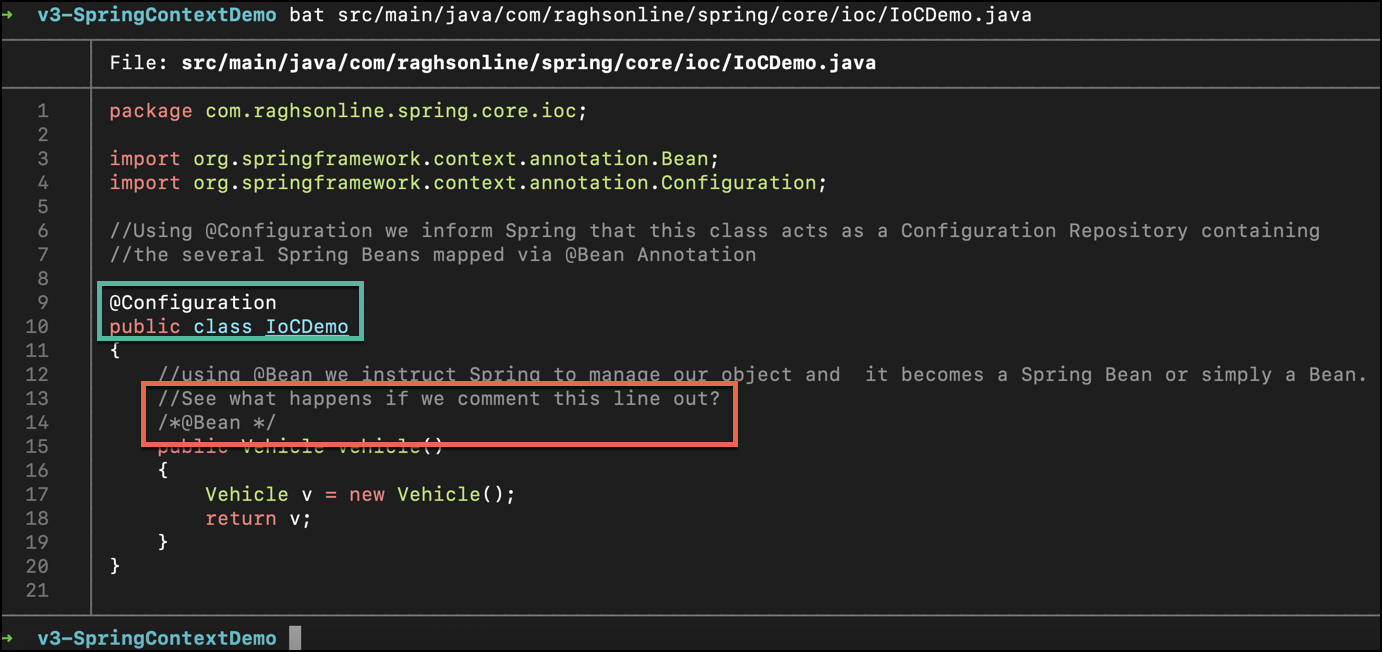 → v3-SpringContextDemo bat src/main/java/com/raghsonline/spring/core/ioc/IoCDemo.java
File: src/main/java/com/raghsonline/spring/core/ioc/IoCDemo.java
1 package com.raghsonline.spring.core.ioc;
2
3 import org.springframework.context.annotation.Bean;
4 import org.springframework.context.annotation.Configuration;
5
6 //Using @Configuration we inform Spring that this class acts as a Configuration Repository containing
7 //the several Spring Beans mapped via @Bean Annotation
8
9 @Configuration
10 public class IoCDemo
11 {
12 //using @Bean we instruct Spring to manage our object and  it becomes a Spring Bean or simply a Bean.
13 //See what happens if we comment this line out?
14 /*@Bean */
15 public Vehicle vehicle()
16 {
17 Vehicle v = new Vehicle();
18 return v;
19 }
20 }
21
→ v3-SpringContextDemo